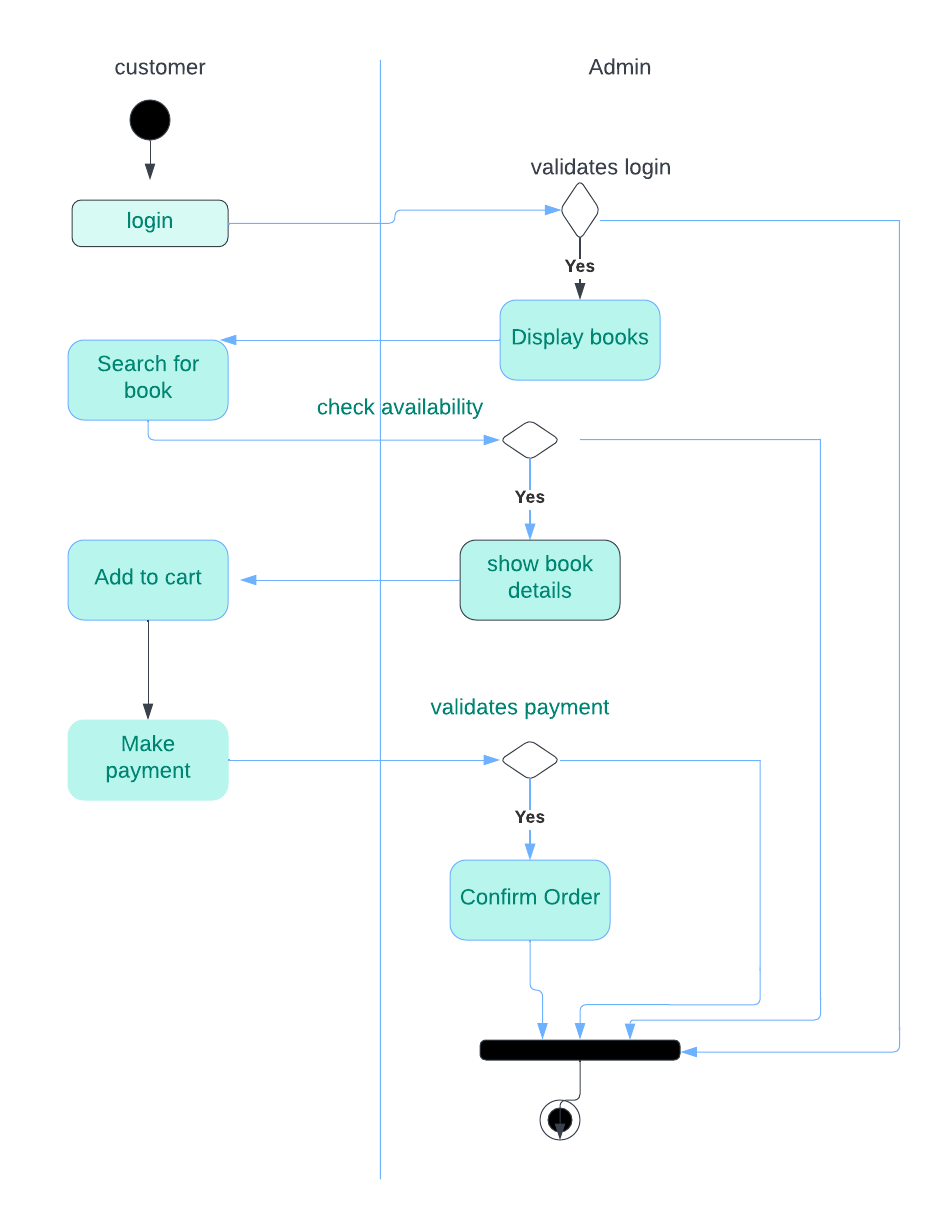 customer
Admin
validates login
login
Yes
Display books
Search for
book
check availability
Yes
show book
details
Add to cart
validates payment
Make
payment
Yes
Confirm Order